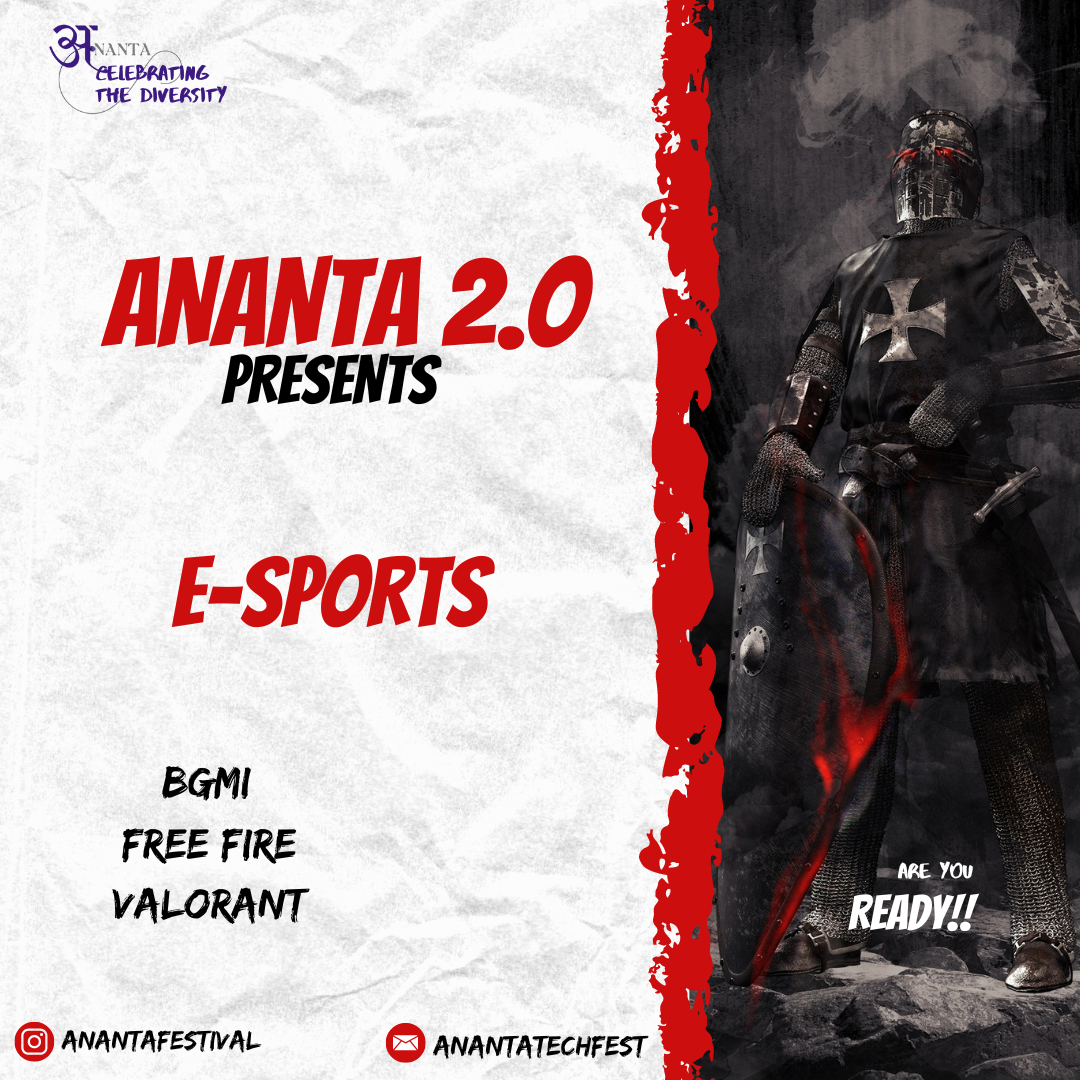 अNANTA
CELEBRATING
THE DIVERSITY
ANANTA 2.0
PRESENTS
E-SPORTS
BGMI
FREE FIRE
VALORANT
ARE YOU
READY!!
ANANTAFESTIVAL
ANANTATECHFEST